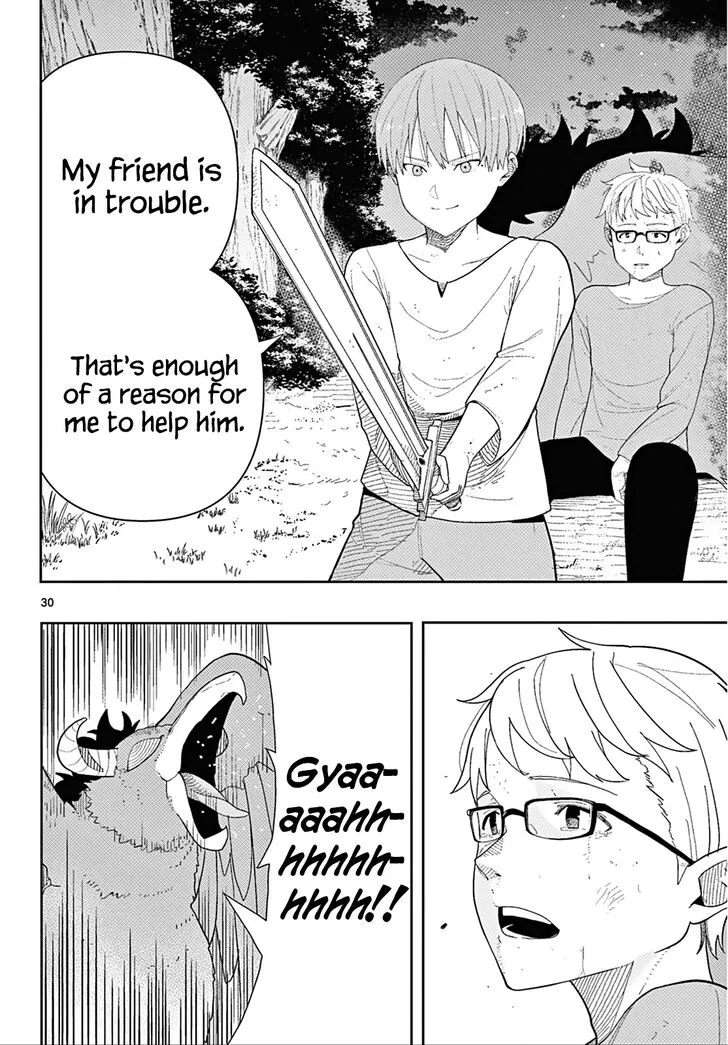 My friend is
in trouble.
That's enough
of a reason for
me to help him.
30
Gyaa-
aaahh-
hhhhh-
hhhh!!